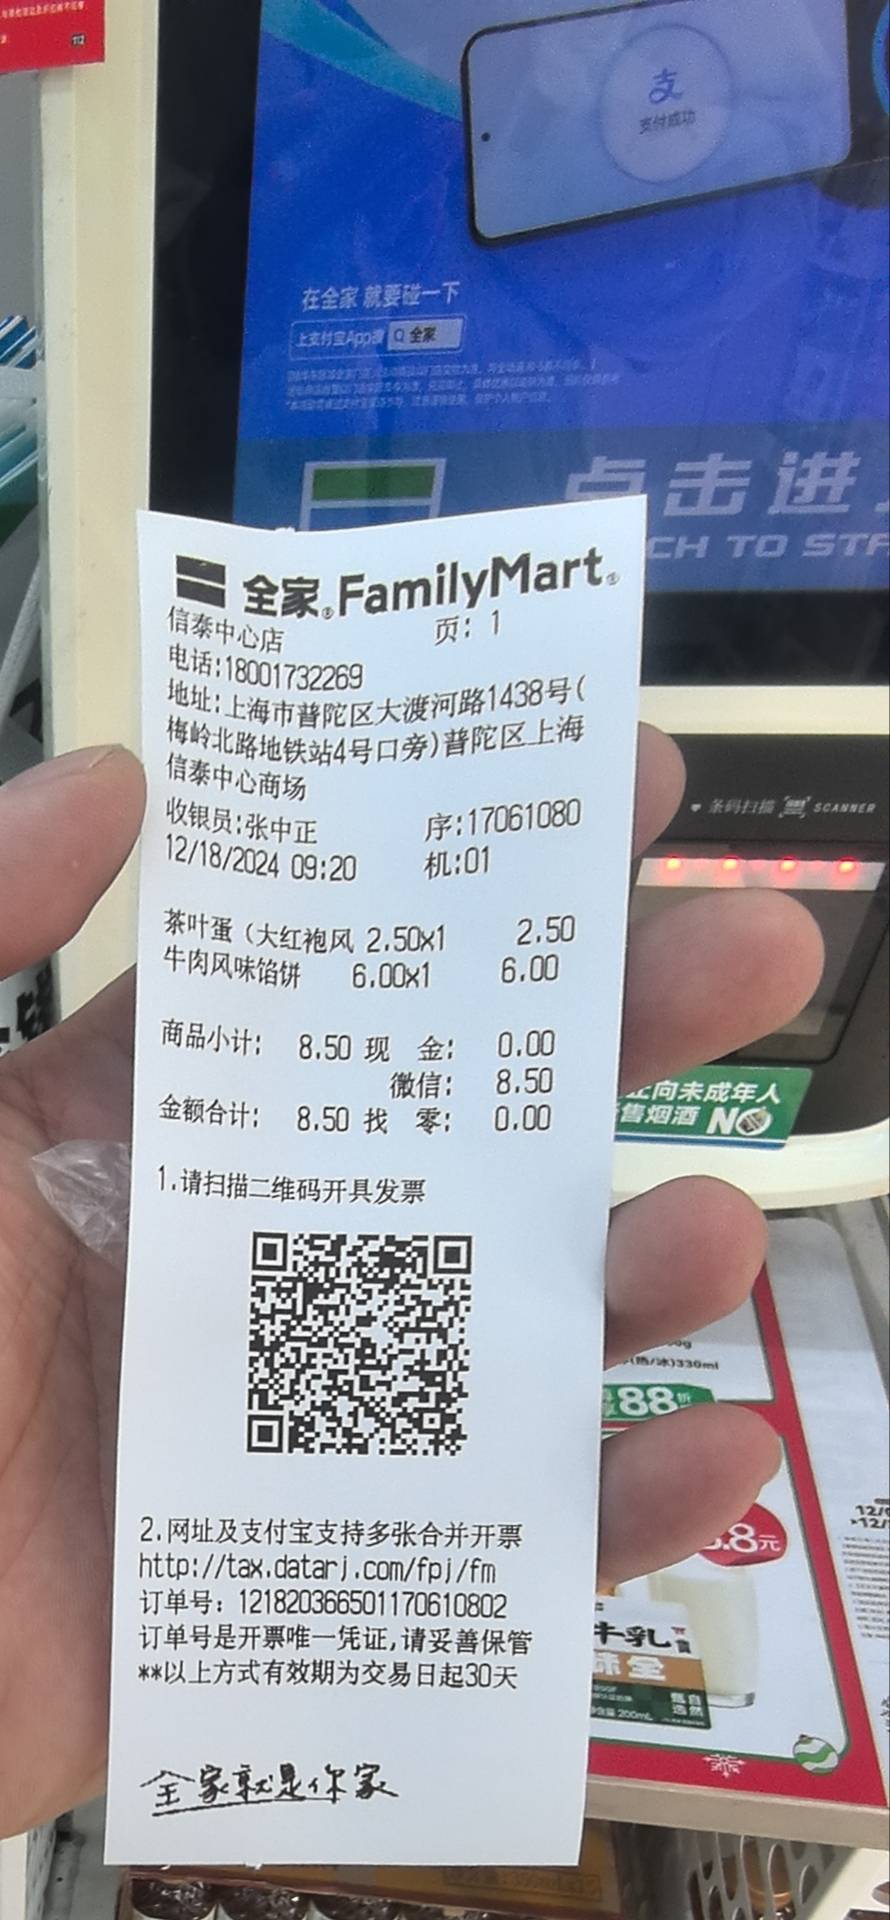 支
支付成功
在全家 就要碰一下
上支付宝App搜 全家
点击进
CH TO STA
全家 FamilyMart
信泰中心店 页: 1
电话:18001732269
地址:上海市普陀区大渡河路1438号(
梅岭北路地铁站4号口旁)普陀区上海
信泰中心商场
收银员:张中正 序:17061080
12/18/2024 09:20 机:01
茶叶蛋(大红袍风 2.50x1 2.50
牛肉风味馅饼 6.00x1 6.00
商品小计: 8.50 现 金: 0.00
微信: 8.50
金额合计: 8.50 找 零: 0.00
1.请扫描二维码开具发票
2.网址及支付宝支持多张合并开票
http://tax.datarj.com/fpj/fm
订单号: 121820366501170610802
订单号是开票唯一凭证,请妥善保管
**以上方式有效期为交易日起30天
全家就是你家
条码扫描 SCANNER
向未成年人
售烟酒 NO
(热/冰)330ml
88折
.8元
牛乳
200mL